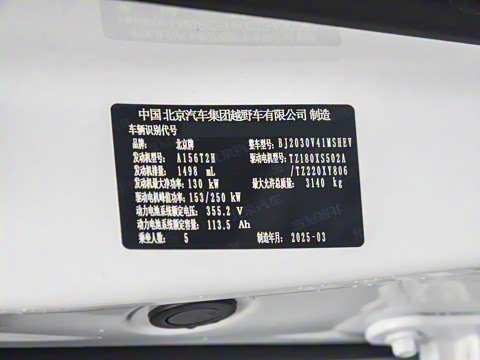 中国 北京汽车集团越野车有限公司 制造
车辆识别代号
品牌： 北京牌 整车型号：BJ2030V41MSHEV
发动机型号： A156T2H 驱动电机型号：TZ180XS502A
发动机排量： 1498 mL /TZ220XY806
发动机最大净功率：130 kW 最大允许总质量： 3140 kg
驱动电机峰值功率：153/250 kW
动力电池系统额定电压：355.2 V
动力电池系统额定容量：113.5 Ah
乘坐人数： 5 制造年月：2025-03